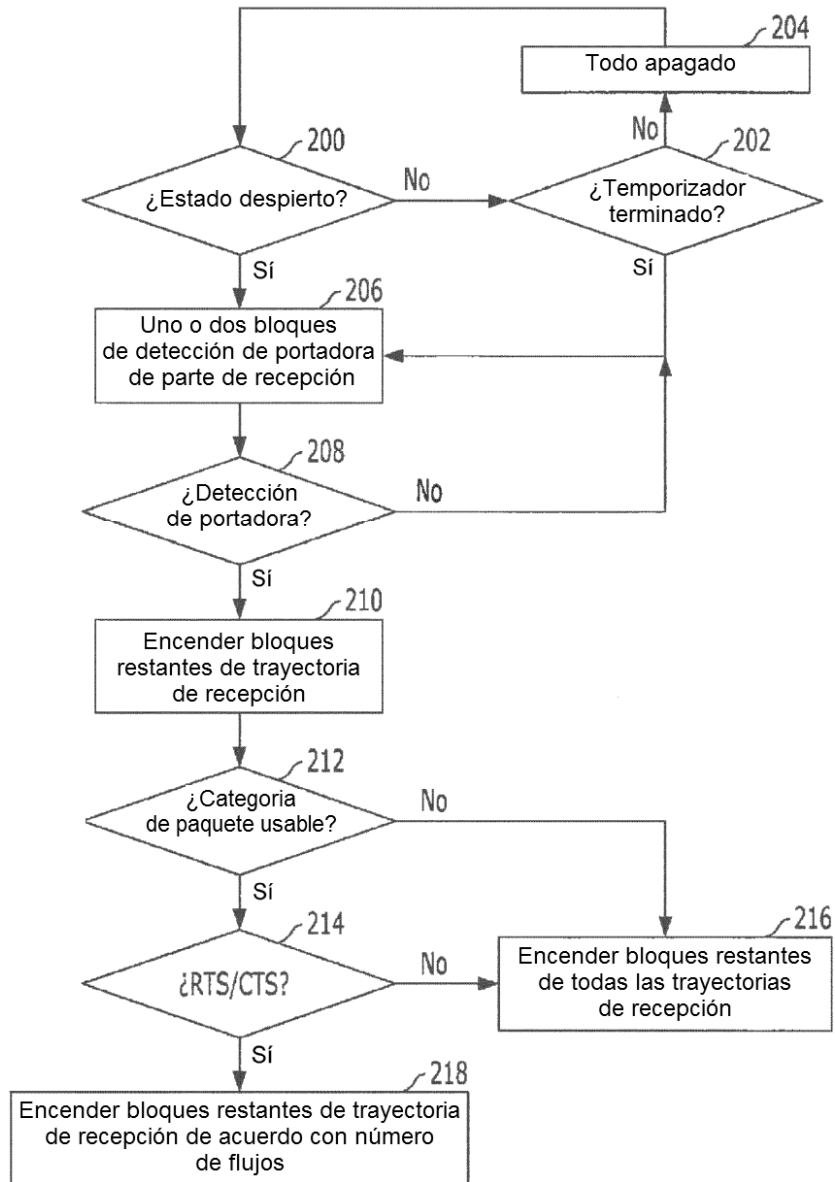 204
Todo apagado
No
200
202
¿Estado despierto?
No
¿Temporizador
terminado?
Sí
Sí
206
Uno o dos bloques
de detección de portadora
de parte de recepción
208
¿Detección
de portadora?
No
Sí
210
Encender bloques
restantes de trayectoria
de recepción
212
¿Categoria
de paquete usable?
No
Sí
214
¿RTS/CTS?
No
216
Encender bloques restantes
de todas las trayectorias
de recepción
Sí
218
Encender bloques restantes de trayectoria
de recepción de acuerdo con número
de flujos